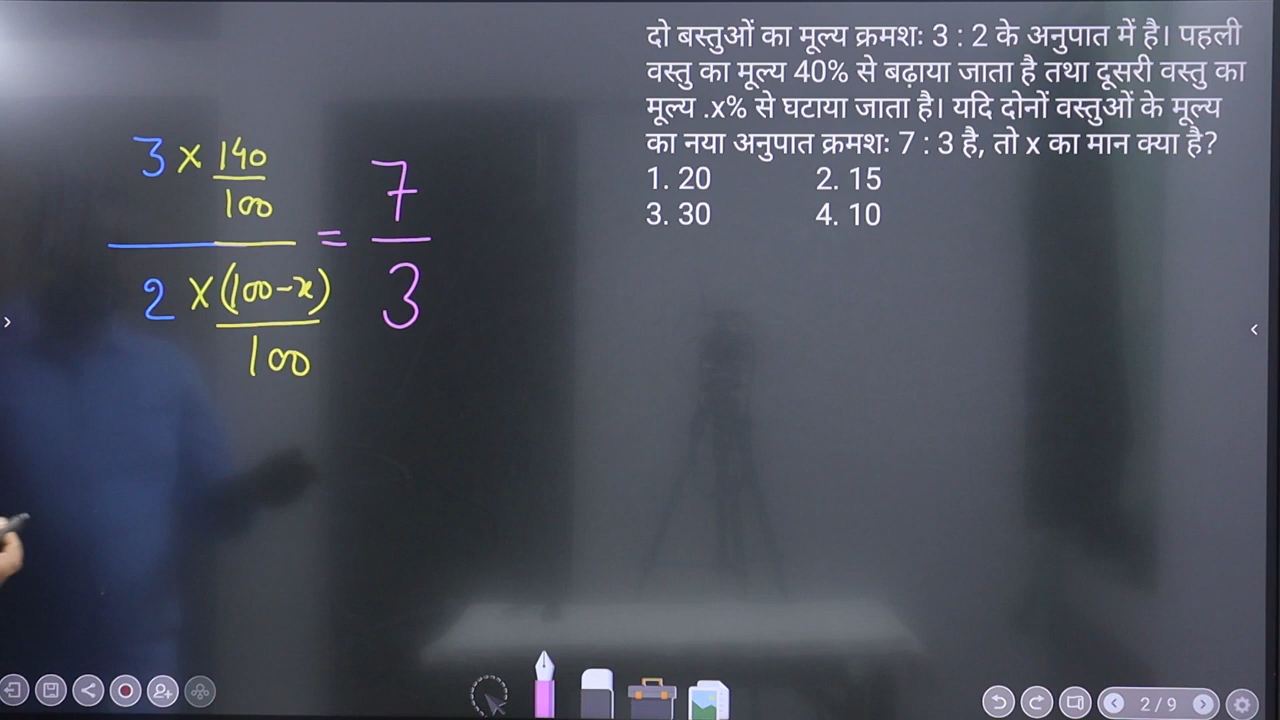 दो बस्तुओं का मूल्य क्रमशः 3 : 2 के अनुपात में है। पहली
वस्तु का मूल्य 40% से बढ़ाया जाता है तथा दूसरी वस्तु का
मूल्य .x% से घटाया जाता है। यदि दोनों वस्तुओं के मूल्य
का नया अनुपात क्रमशः 7 : 3 है, तो x का मान क्या है?
1. 20 2. 15
3. 30 4. 10
3 × 140
100
= 7
2 × (100-x) 3
100
2 / 9